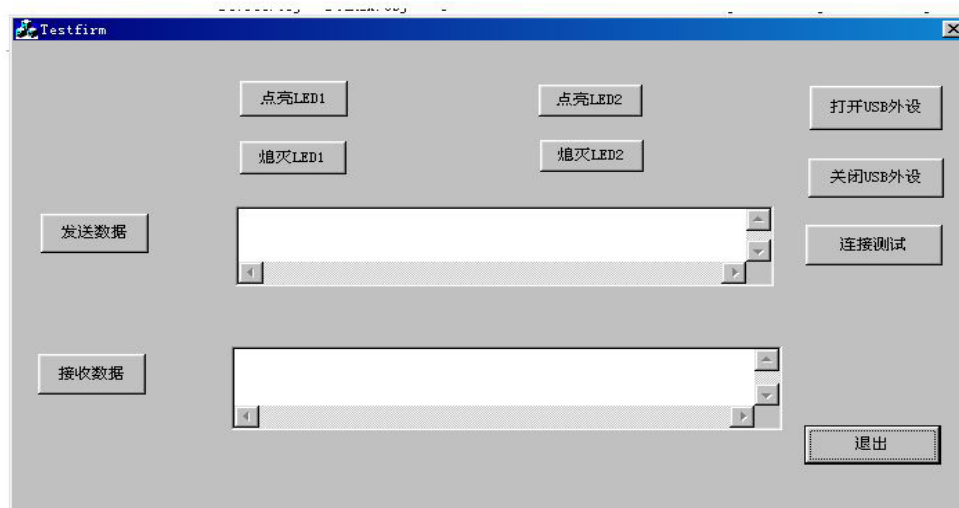 Testfirm
点亮LED1
点亮LED2
打开USB外设
熄灭LED1
熄灭LED2
关闭USB外设
发送数据
连接测试
接收数据
退出